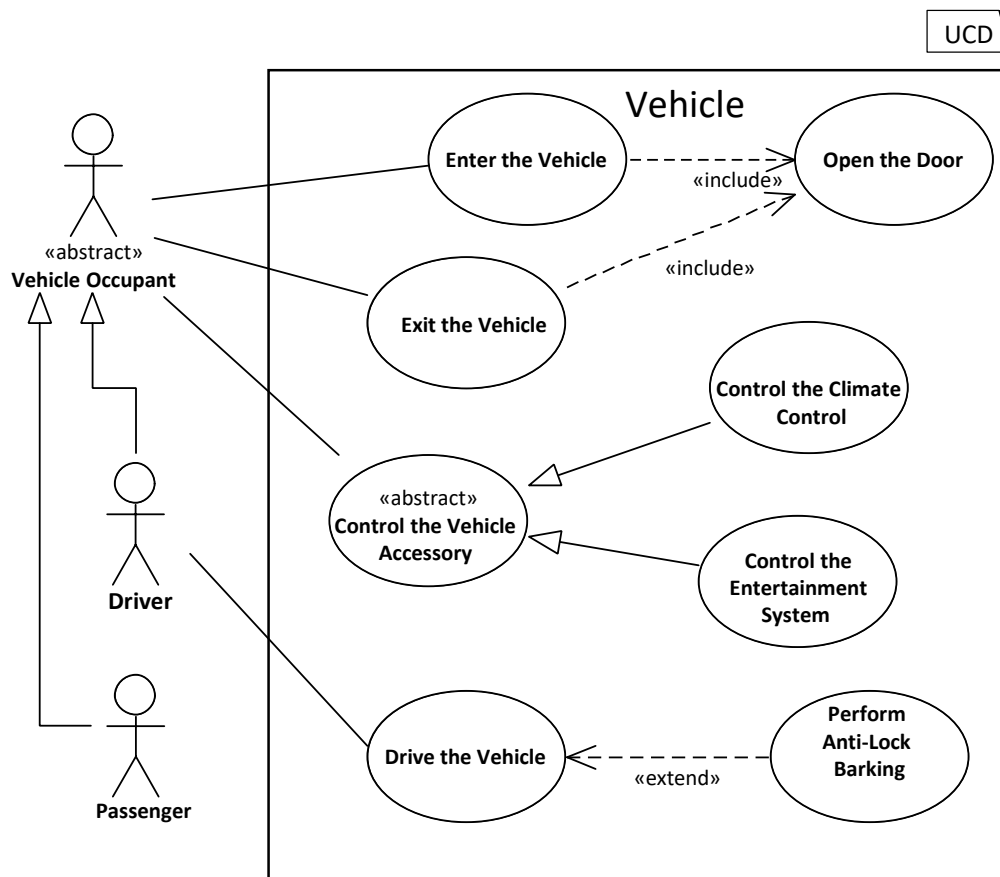 UCD
Vehicle
Enter the Vehicle
Open the Door
«include»
«abstract»
Vehicle Occupant
«include»
Exit the Vehicle
Control the Climate
Control
«abstract»
Control the Vehicle
Accessory
Control the
Entertainment
System
Driver
Drive the Vehicle
Perform
Anti-Lock
Barking
«extend»
Passenger